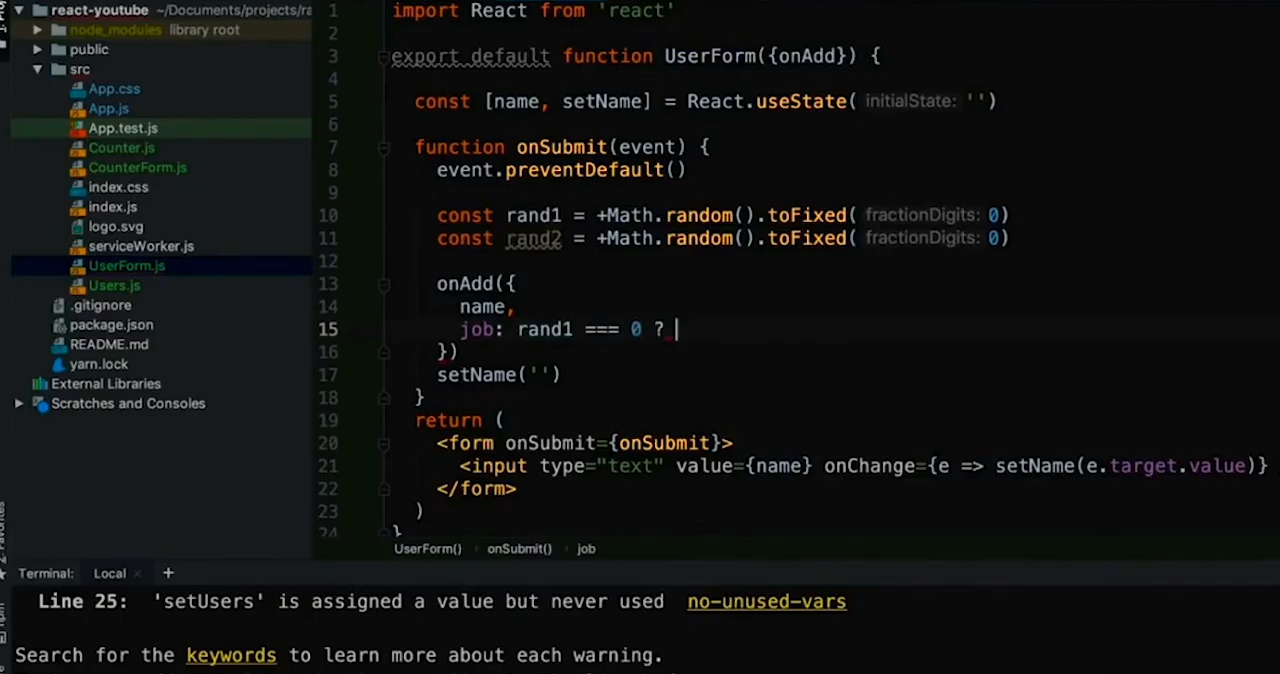 react-youtube ~/Documents/projects/ra
node_modules library root
public
src
App.css
App.js
App.test.js
Counter.js
CounterForm.js
index.css
index.js
logo.svg
serviceWorker.js
UserForm.js
Users.js
.gitignore
package.json
README.md
yarn.lock
External Libraries
Scratches and Consoles
1 import React from 'react'
2
3 export default function UserForm({onAdd}) {
4
5 const [name, setName] = React.useState( initialState: '')
6
7 function onSubmit(event) {
8 event.preventDefault()
9
10 const rand1 = +Math.random().toFixed( fractionDigits: 0)
11 const rand2 = +Math.random().toFixed( fractionDigits: 0)
12
13 onAdd({
14 name,
15 job: rand1 === 0 ?
16 })
17 setName('')
18 }
19 return (
20 <form onSubmit={onSubmit}>
21 <input type="text" value={name} onChange={e => setName(e.target.value)}
22 </form>
23 )
24 }
UserForm() onSubmit() job
2: Favorites
npm
Terminal: Local × +
Line 25: 'setUsers' is assigned a value but never used no-unused-vars
Search for the keywords to learn more about each warning.